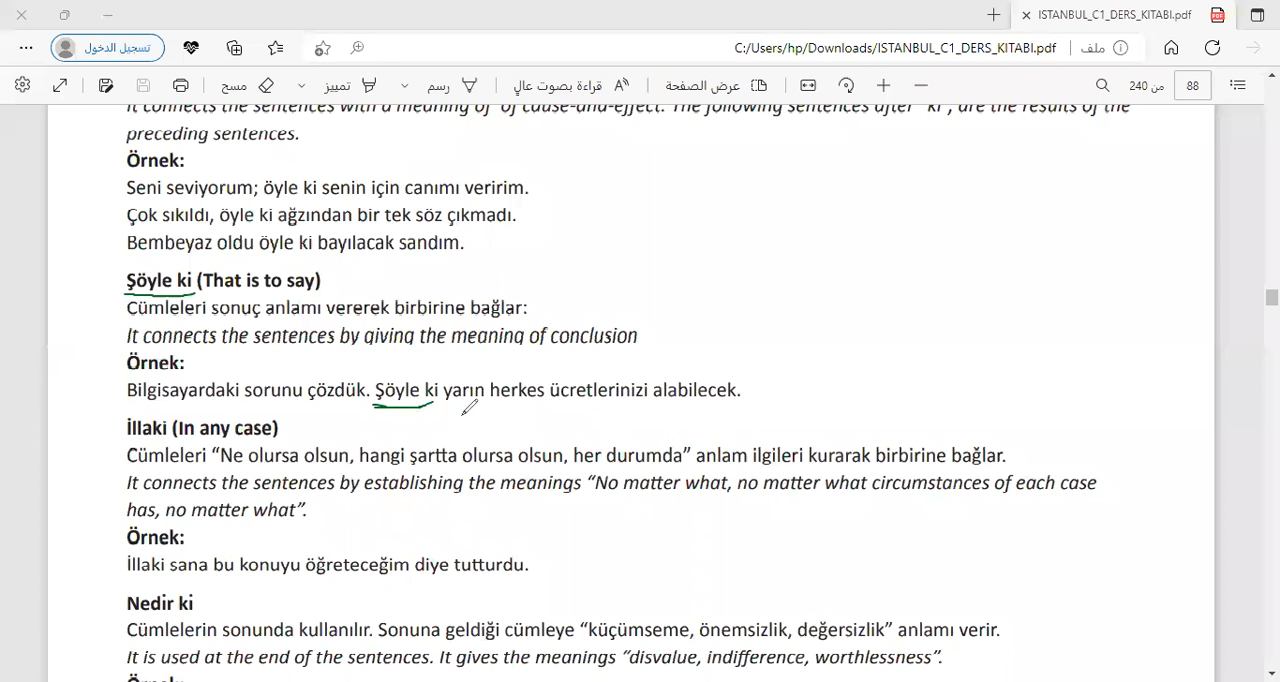 ISTANBUL_C1_DERS_KITABI.pdf
تسجيل الدخول
C:/Users/hp/Downloads/ISTANBUL_C1_DERS_KITABI.pdf
ملف
مسح
رسم
تمييز
قراءة بصوت عالٍ
عرض الصفحة
88 من 240
It connects the sentences with a meaning of of cause-and-effect. The following sentences after "ki", are the results of the
preceding sentences.
Örnek:
Seni seviyorum; öyle ki senin için canımı veririm.
Çok sıkıldı, öyle ki ağzından bir tek söz çıkmadı.
Bembeyaz oldu öyle ki bayılacak sandım.
Şöyle ki (That is to say)
Cümleleri sonuç anlamı vererek birbirine bağlar:
It connects the sentences by giving the meaning of conclusion
Örnek:
Bilgisayardaki sorunu çözdük. Şöyle ki yarın herkes ücretlerinizi alabilecek.
İllaki (In any case)
Cümleleri “Ne olursa olsun, hangi şartta olursa olsun, her durumda” anlam ilgileri kurarak birbirine bağlar.
It connects the sentences by establishing the meanings “No matter what, no matter what circumstances of each case
has, no matter what”.
Örnek:
İllaki sana bu konuyu öğreteceğim diye tutturdu.
Nedir ki
Cümlelerin sonunda kullanılır. Sonuna geldiği cümleye “küçümseme, önemsizlik, değersizlik” anlamı verir.
It is used at the end of the sentences. It gives the meanings “disvalue, indifference, worthlessness”.
Örnek: